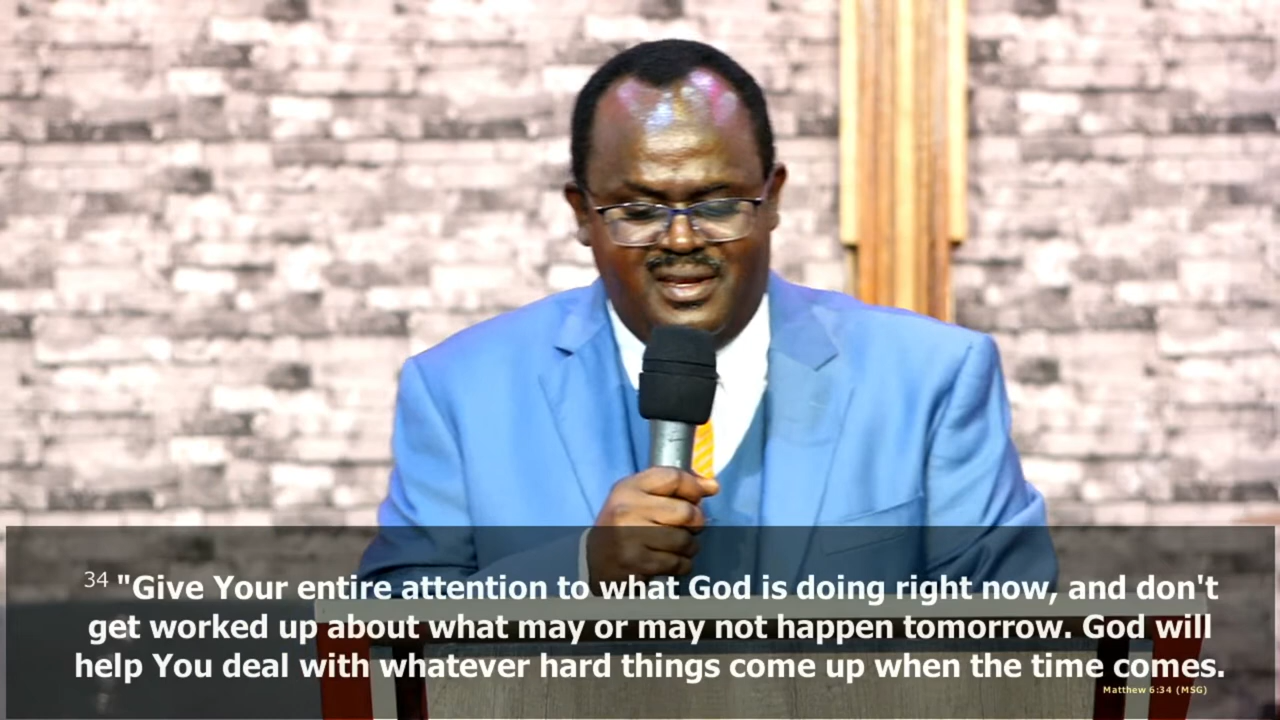 34 "Give Your entire attention to what God is doing right now, and don't
get worked up about what may or may not happen tomorrow. God will
help You deal with whatever hard things come up when the time comes.
Matthew 6:34 (MSG)